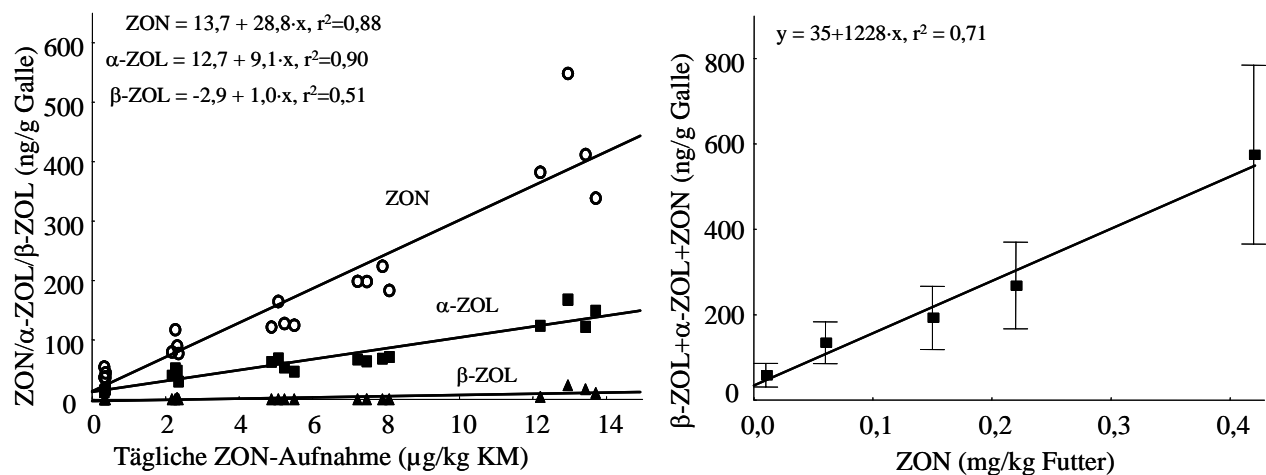 ZON = 13,7 + 28,8·x, r²=0,88
α-ZOL = 12,7 + 9,1·x, r²=0,90
β-ZOL = -2,9 + 1,0·x, r²=0,51
ZON/α-ZOL/β-ZOL (ng/g Galle)
600
500
400
300
200
100
0
ZON
α-ZOL
β-ZOL
0 2 4 6 8 10 12 14
Tägliche ZON-Aufnahme (µg/kg KM)
y = 35+1228·x, r² = 0,71
β-ZOL+α-ZOL+ZON (ng/g Galle)
800
600
400
200
0
0,0 0,1 0,2 0,3 0,4
ZON (mg/kg Futter)